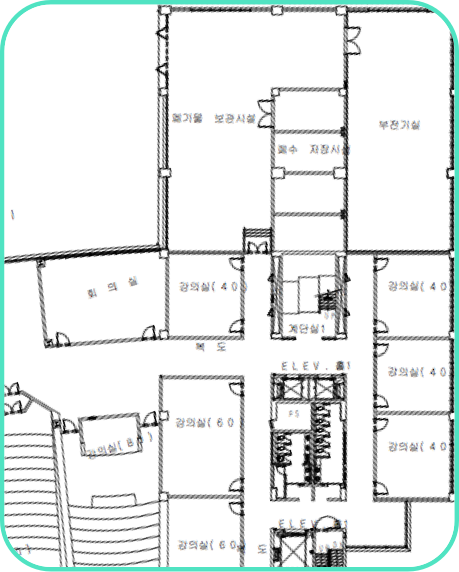 폐기물 보관시설
부전기실
폐수 저장시설
강의실(40)
강의실(40
회의실
계단실1
복도
ELEV.홀1
강의실(40
강의실(60
강의실(80)
PS
강의실(40
ELEV.
강의실(60
복도